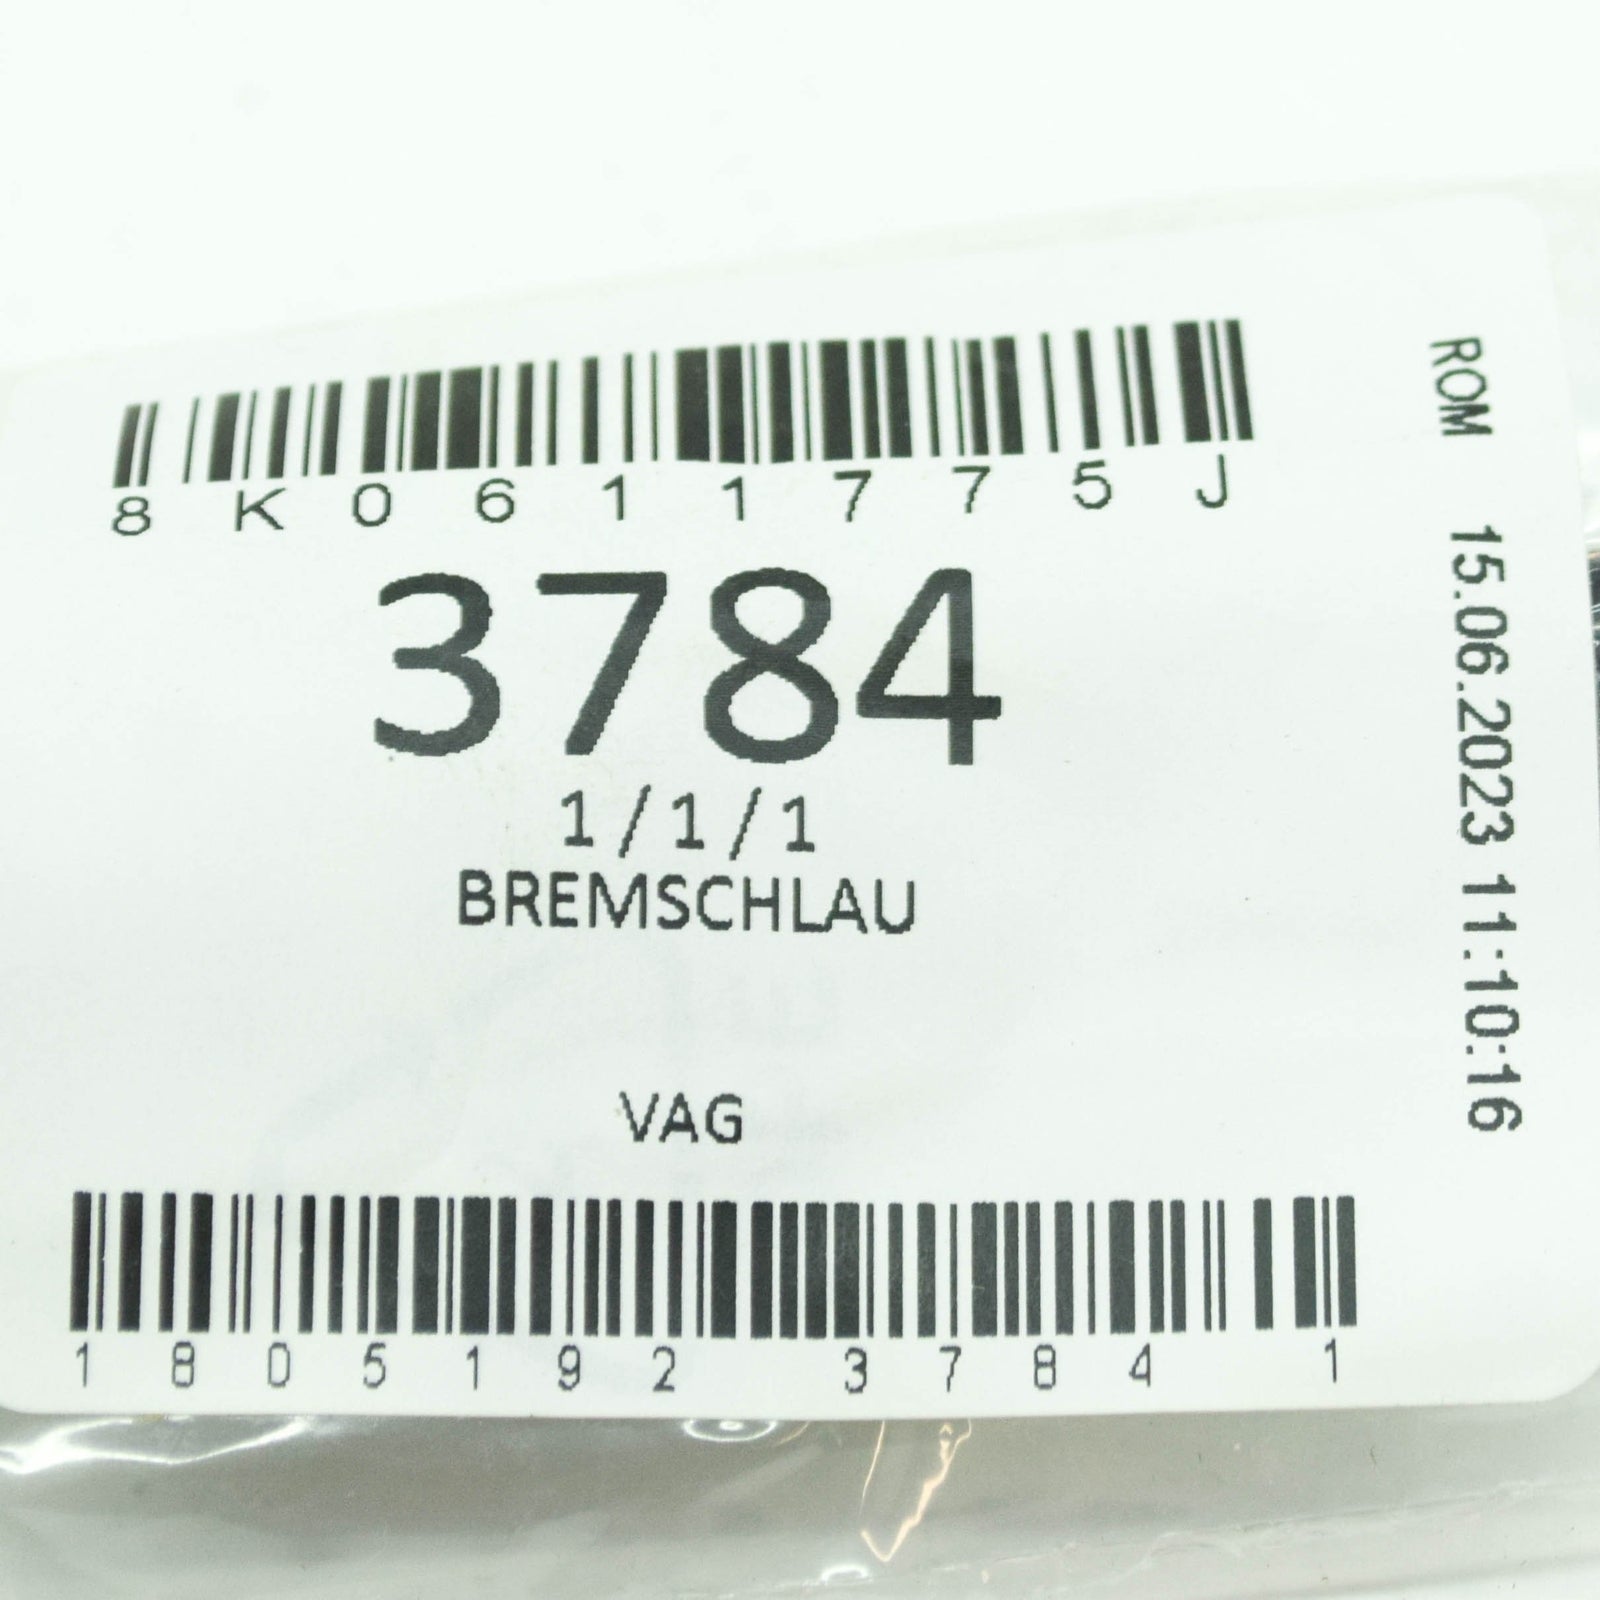 8K0611775J
3784
1/1/1
BREMSCHLAU
VAG
1805192 3784 1
ROM 15.06.2023 11:10:16